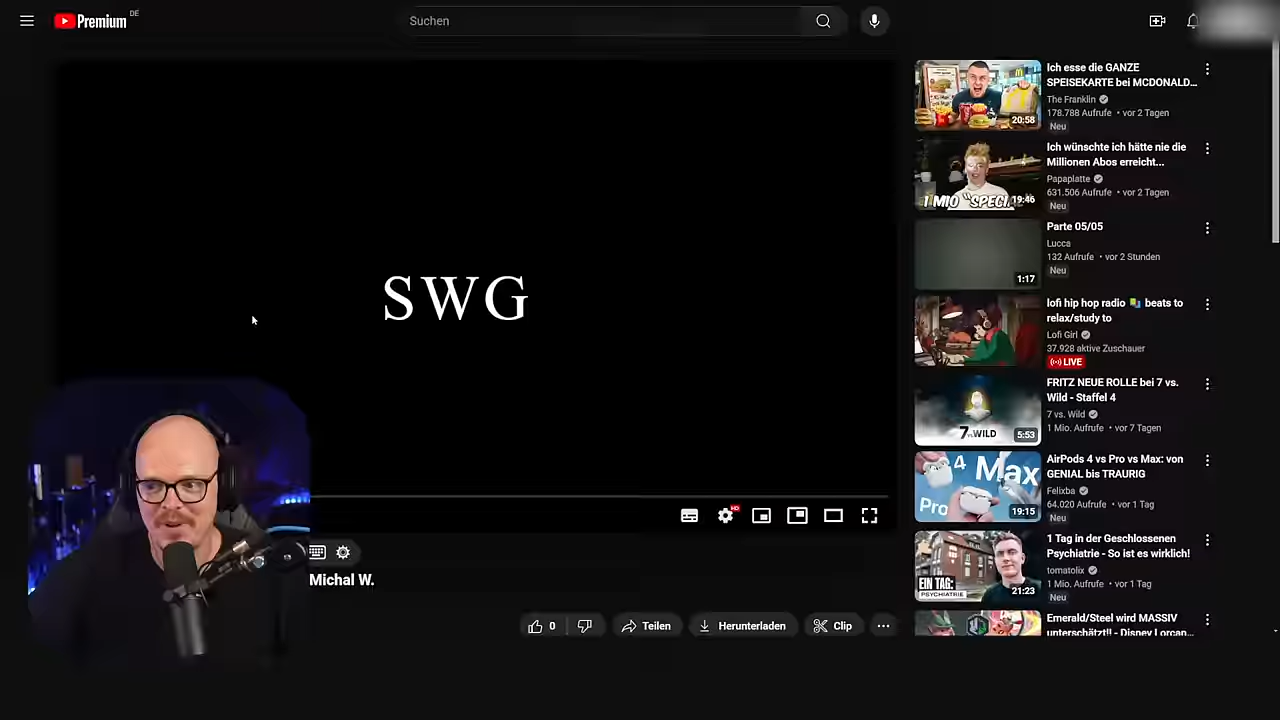 Premium DE
Suchen
SWG
HD
Michal W.
0
Teilen
Herunterladen
Clip
20:58
Ich esse die GANZE
SPEISEKARTE bei MCDONALD...
The Franklin
178.788 Aufrufe • vor 2 Tagen
Neu
1 MIO "SPECI
19:46
Ich wünschte ich hätte nie die
Millionen Abos erreicht...
Papaplatte
631.506 Aufrufe • vor 2 Tagen
Neu
1:17
Parte 05/05
Lucca
132 Aufrufe • vor 2 Stunden
Neu
lofi hip hop radio 📚 beats to
relax/study to
Lofi Girl
37.928 aktive Zuschauer
LIVE
7 vs. WILD
5:53
FRITZ NEUE ROLLE bei 7 vs.
Wild - Staffel 4
7 vs. Wild
1 Mio. Aufrufe • vor 7 Tagen
4 Max
Pro
19:15
AirPods 4 vs Pro vs Max: von
GENIAL bis TRAURIG
Felixba
64.020 Aufrufe • vor 1 Tag
Neu
EIN TAG:
PSYCHIATRIE
21:23
1 Tag in der Geschlossenen
Psychiatrie - So ist es wirklich!
tomatolix
1 Mio. Aufrufe • vor 1 Tag
Neu
Emerald/Steel wird MASSIV
unterschätzt!! - Disney Lorcan...